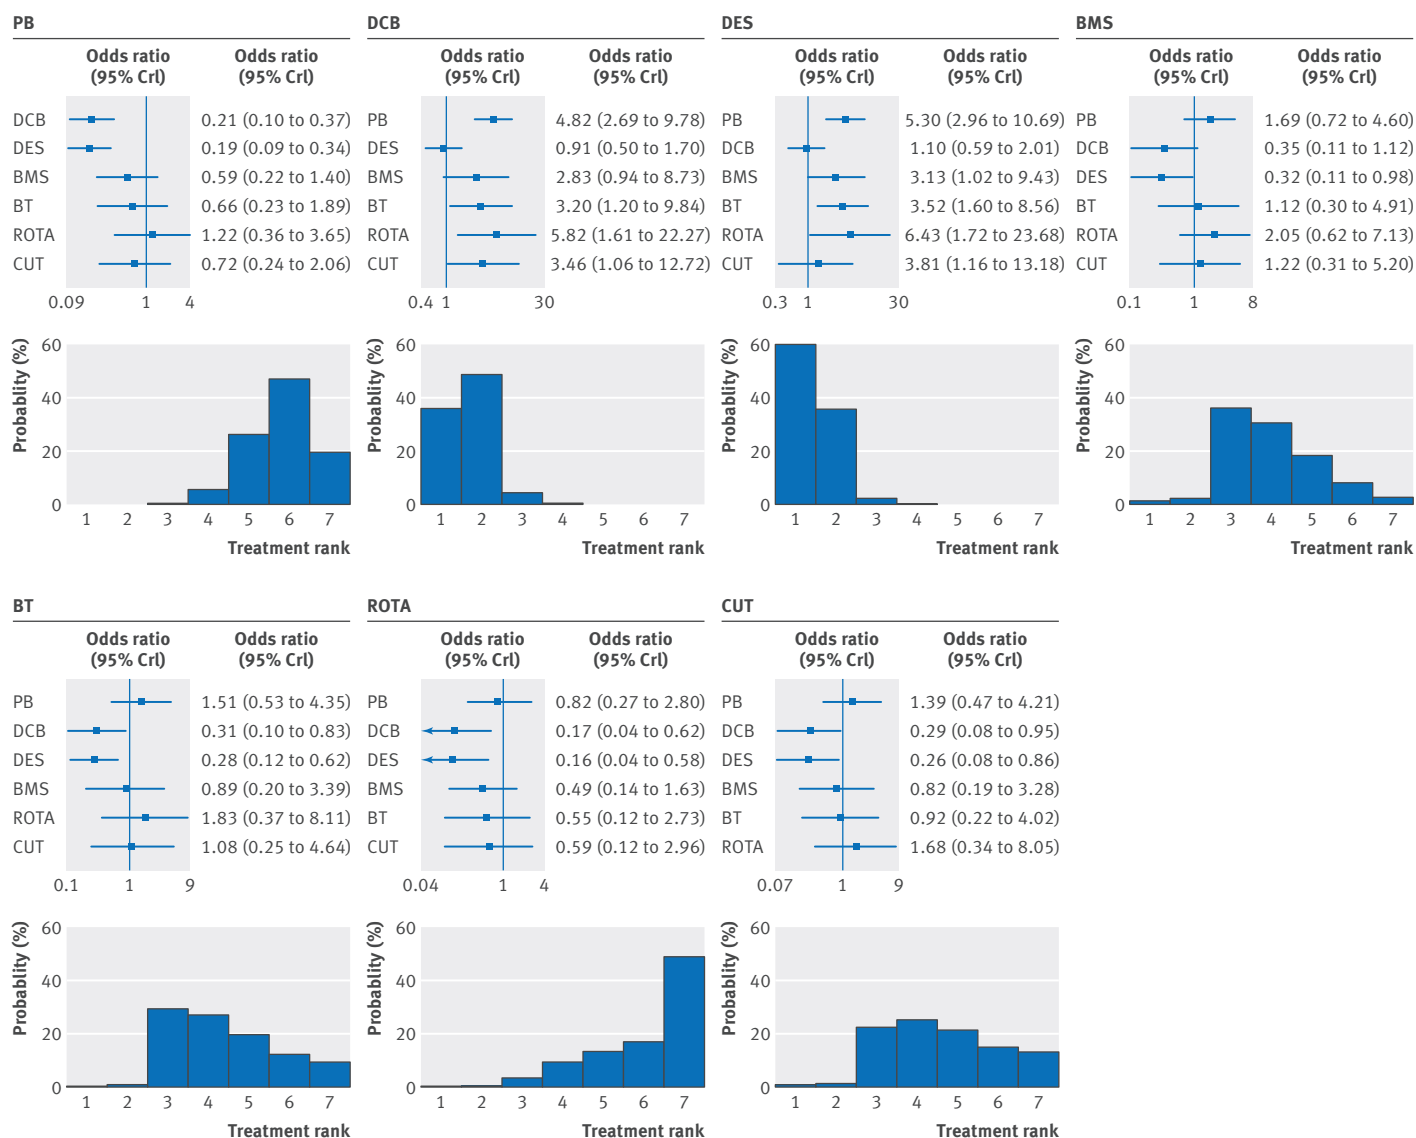 PB
Odds ratio (95% CrI)
Odds ratio (95% CrI)
DCB 0.21 (0.10 to 0.37)
DES 0.19 (0.09 to 0.34)
BMS 0.59 (0.22 to 1.40)
BT 0.66 (0.23 to 1.89)
ROTA 1.22 (0.36 to 3.65)
CUT 0.72 (0.24 to 2.06)
0.09 1 4
Probablity (%)
60
40
20
0
1 2 3 4 5 6 7
Treatment rank
DCB
Odds ratio (95% CrI)
Odds ratio (95% CrI)
PB 4.82 (2.69 to 9.78)
DES 0.91 (0.50 to 1.70)
BMS 2.83 (0.94 to 8.73)
BT 3.20 (1.20 to 9.84)
ROTA 5.82 (1.61 to 22.27)
CUT 3.46 (1.06 to 12.72)
0.4 1 30
Probablity (%)
60
40
20
0
1 2 3 4 5 6 7
Treatment rank
DES
Odds ratio (95% CrI)
Odds ratio (95% CrI)
PB 5.30 (2.96 to 10.69)
DCB 1.10 (0.59 to 2.01)
BMS 3.13 (1.02 to 9.43)
BT 3.52 (1.60 to 8.56)
ROTA 6.43 (1.72 to 23.68)
CUT 3.81 (1.16 to 13.18)
0.3 1 30
Probablity (%)
60
40
20
0
1 2 3 4 5 6 7
Treatment rank
BMS
Odds ratio (95% CrI)
Odds ratio (95% CrI)
PB 1.69 (0.72 to 4.60)
DCB 0.35 (0.11 to 1.12)
DES 0.32 (0.11 to 0.98)
BT 1.12 (0.30 to 4.91)
ROTA 2.05 (0.62 to 7.13)
CUT 1.22 (0.31 to 5.20)
0.1 1 8
Probablity (%)
60
40
20
0
1 2 3 4 5 6 7
Treatment rank
BT
Odds ratio (95% CrI)
Odds ratio (95% CrI)
PB 1.51 (0.53 to 4.35)
DCB 0.31 (0.10 to 0.83)
DES 0.28 (0.12 to 0.62)
BMS 0.89 (0.20 to 3.39)
ROTA 1.83 (0.37 to 8.11)
CUT 1.08 (0.25 to 4.64)
0.1 1 9
Probablity (%)
60
40
20
0
1 2 3 4 5 6 7
Treatment rank
ROTA
Odds ratio (95% CrI)
Odds ratio (95% CrI)
PB 0.82 (0.27 to 2.80)
DCB 0.17 (0.04 to 0.62)
DES 0.16 (0.04 to 0.58)
BMS 0.49 (0.14 to 1.63)
BT 0.55 (0.12 to 2.73)
CUT 0.59 (0.12 to 2.96)
0.04 1 4
Probablity (%)
60
40
20
0
1 2 3 4 5 6 7
Treatment rank
CUT
Odds ratio (95% CrI)
Odds ratio (95% CrI)
PB 1.39 (0.47 to 4.21)
DCB 0.29 (0.08 to 0.95)
DES 0.26 (0.08 to 0.86)
BMS 0.82 (0.19 to 3.28)
BT 0.92 (0.22 to 4.02)
ROTA 1.68 (0.34 to 8.05)
0.07 1 9
Probablity (%)
60
40
20
0
1 2 3 4 5 6 7
Treatment rank